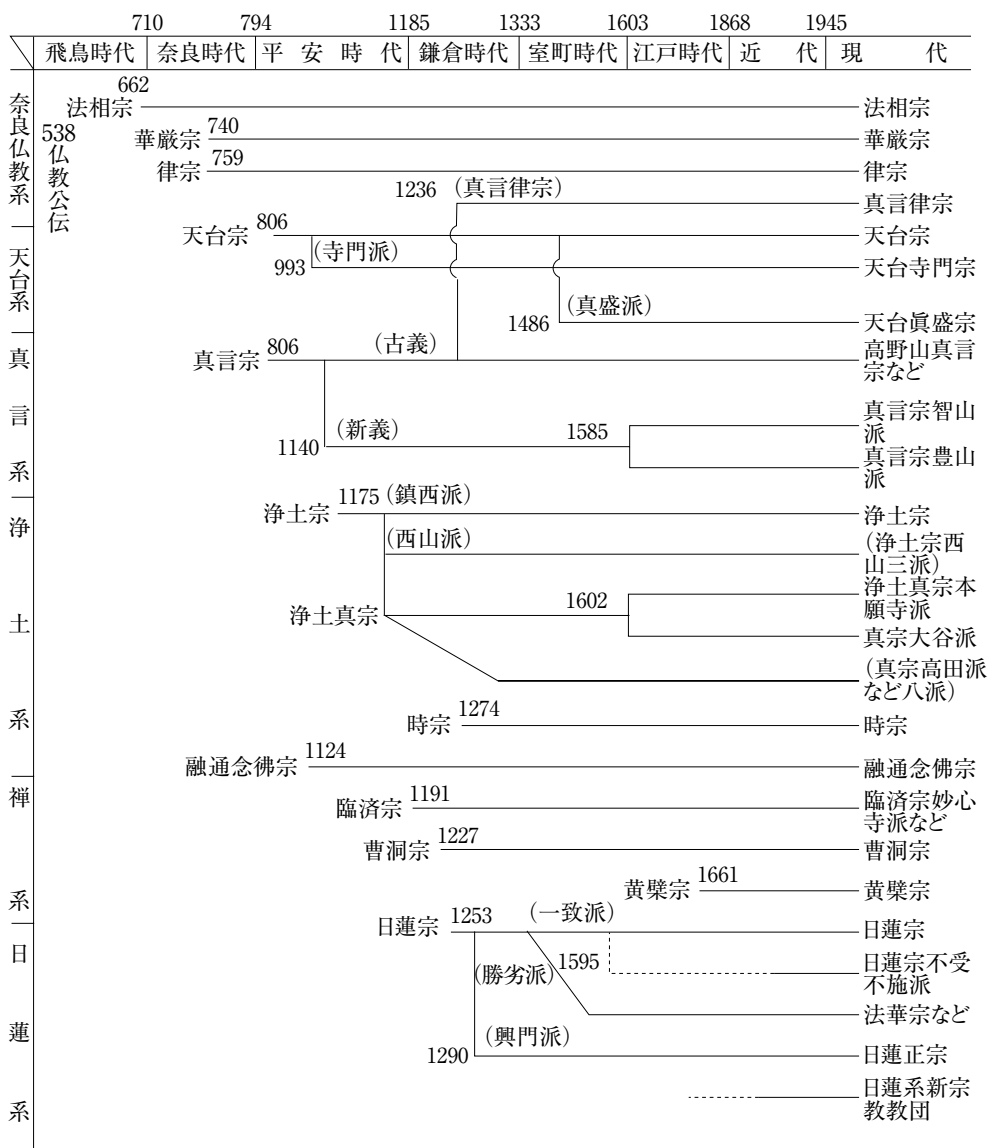 710 794 1185 1333 1603 1868 1945
飛鳥時代 奈良時代 平安時代 鎌倉時代 室町時代 江戸時代 近代 現代
奈良仏教系
538 仏教公伝
法相宗 662 法相宗
華厳宗 740 華厳宗
律宗 759 律宗
1236 (真言律宗) 真言律宗
天台系
天台宗 806 天台宗
993 (寺門派) 天台寺門宗
1486 (真盛派) 天台眞盛宗
真言系
真言宗 806 (古義) 高野山真言
宗など
1140 (新義) 1585 真言宗智山
派
真言宗豊山
派
浄土系
浄土宗 1175 (鎮西派) 浄土宗
(西山派) (浄土宗西
山三派)
浄土真宗 1602 浄土真宗本
願寺派
真宗大谷派
(真宗高田派
など八派)
時宗 1274 時宗
融通念佛宗 1124 融通念佛宗
禅系
臨済宗 1191 臨済宗妙心
寺派など
曹洞宗 1227 曹洞宗
黄檗宗 1661 黄檗宗
日蓮系
日蓮宗 1253 (一致派) 日蓮宗
(勝劣派) 1595 日蓮宗不受
不施派
法華宗など
1290 (興門派) 日蓮正宗
日蓮系新宗
教教団